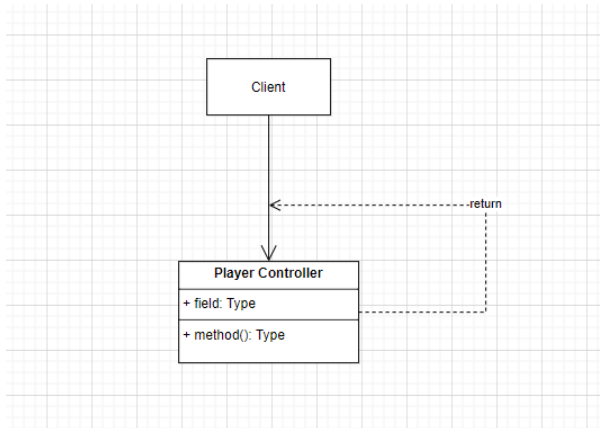 Client
return
Player Controller
+ field: Type
+ method(): Type